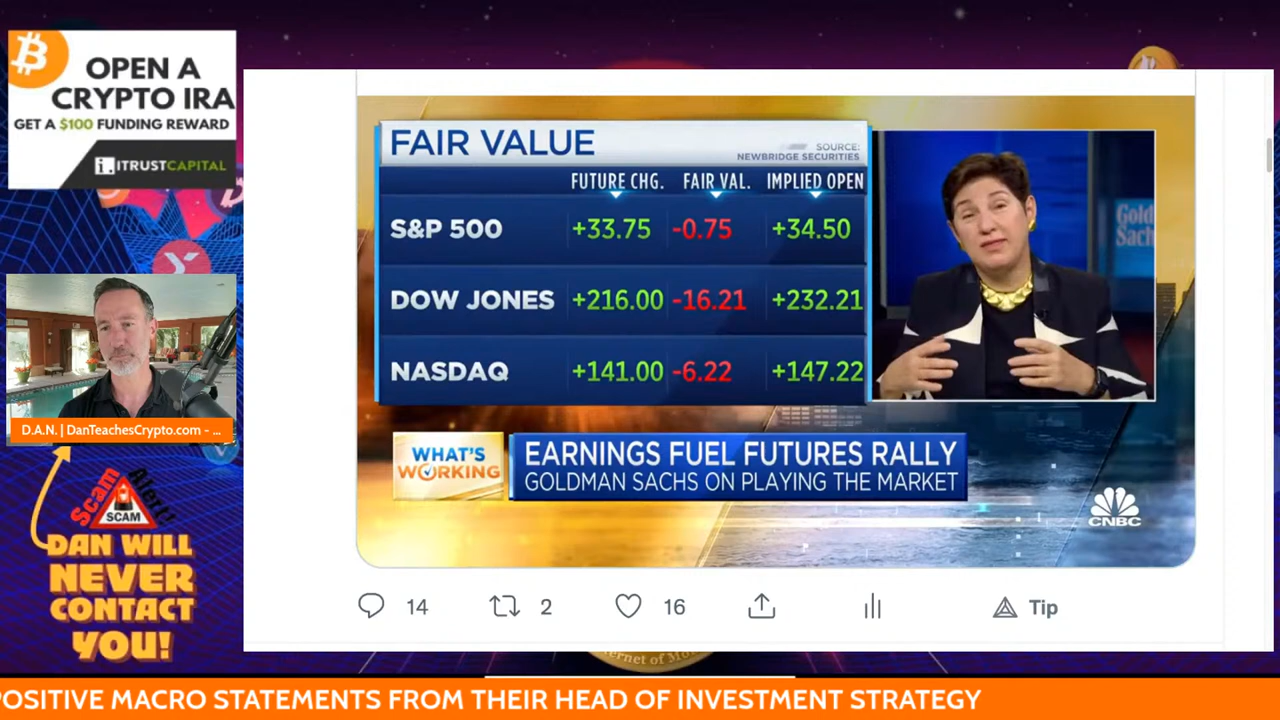 OPEN A
CRYPTO IRA
GET A $100 FUNDING REWARD
i. ITRUSTCAPITAL
D.A.N. | DanTeachesCrypto.com - ...
Scam Alert!
SCAM
DAN WILL
NEVER
CONTACT
YOU!
FAIR VALUE
SOURCE:
NEWBRIDGE SECURITIES
FUTURE CHG. FAIR VAL. IMPLIED OPEN
S&P 500 +33.75 -0.75 +34.50
DOW JONES +216.00 -16.21 +232.21
NASDAQ +141.00 -6.22 +147.22
Gold
Sach
WHAT'S
WORKING
EARNINGS FUEL FUTURES RALLY
GOLDMAN SACHS ON PLAYING THE MARKET
CNBC
14 2 16 Tip
POSITIVE MACRO STATEMENTS FROM THEIR HEAD OF INVESTMENT STRATEGY